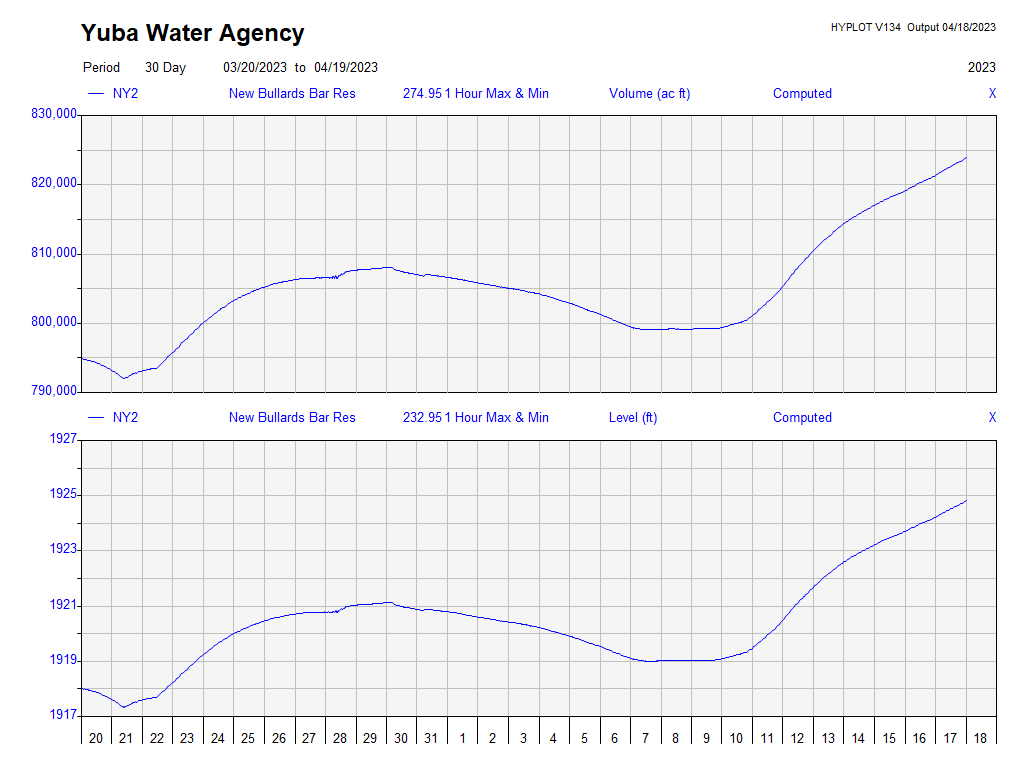 Yuba Water Agency
HYPLOT V134 Output 04/18/2023
Period 30 Day 03/20/2023 to 04/19/2023 2023
NY2 New Bullards Bar Res 274.95 1 Hour Max & Min Volume (ac ft) Computed X
830,000
820,000
810,000
800,000
790,000
NY2 New Bullards Bar Res 232.95 1 Hour Max & Min Level (ft) Computed X
1927
1925
1923
1921
1919
1917
20 21 22 23 24 25 26 27 28 29 30 31 1 2 3 4 5 6 7 8 9 10 11 12 13 14 15 16 17 18